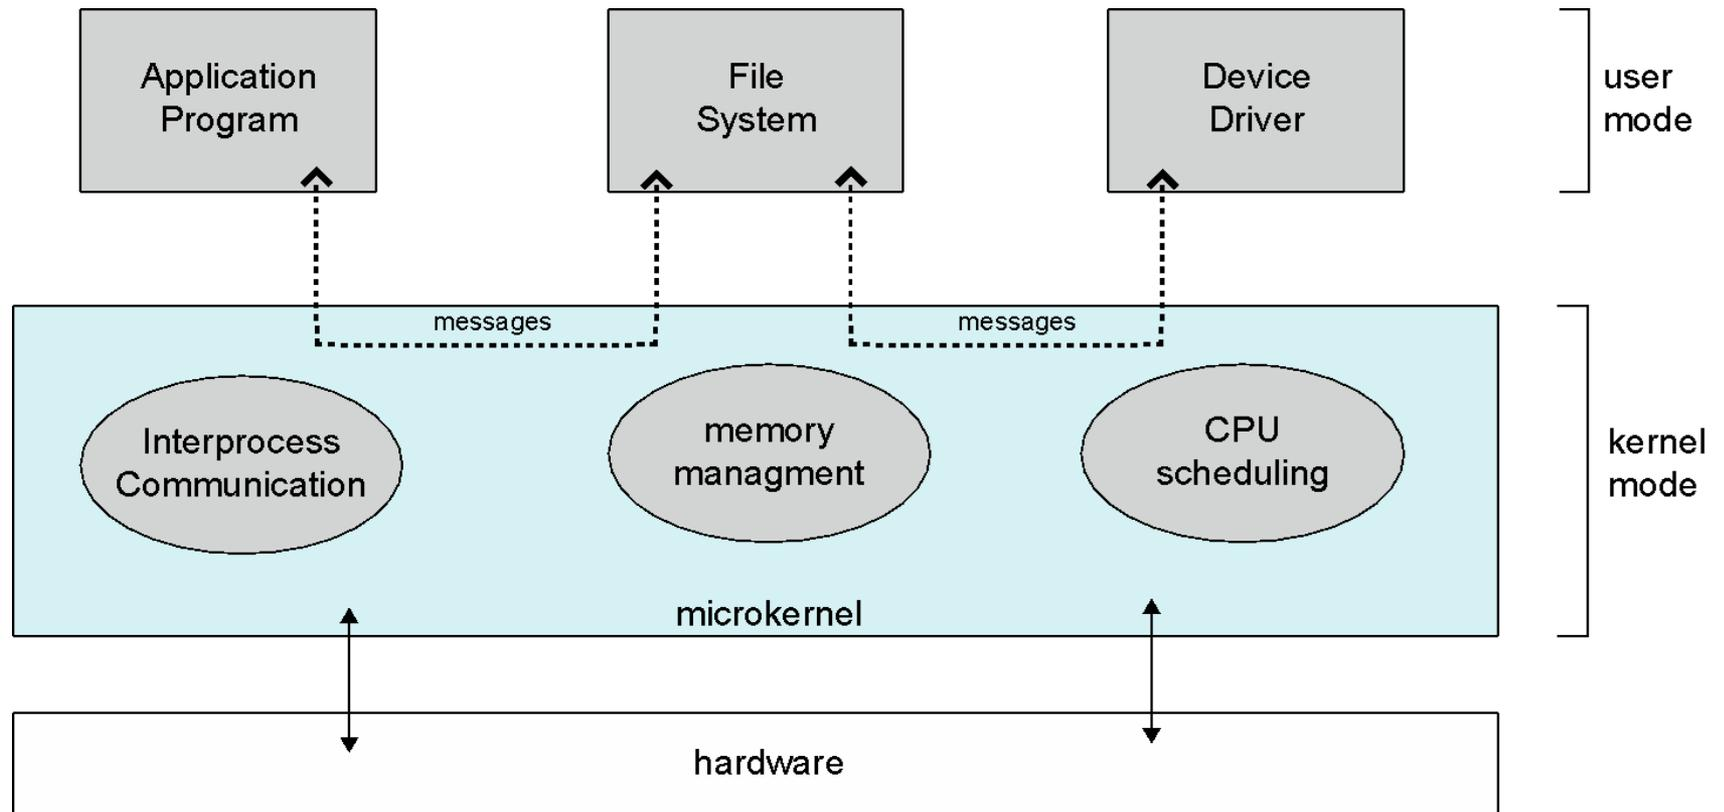 Application
Program
File
System
Device
Driver
user
mode
messages
messages
Interprocess
Communication
memory
managment
CPU
scheduling
kernel
mode
microkernel
hardware